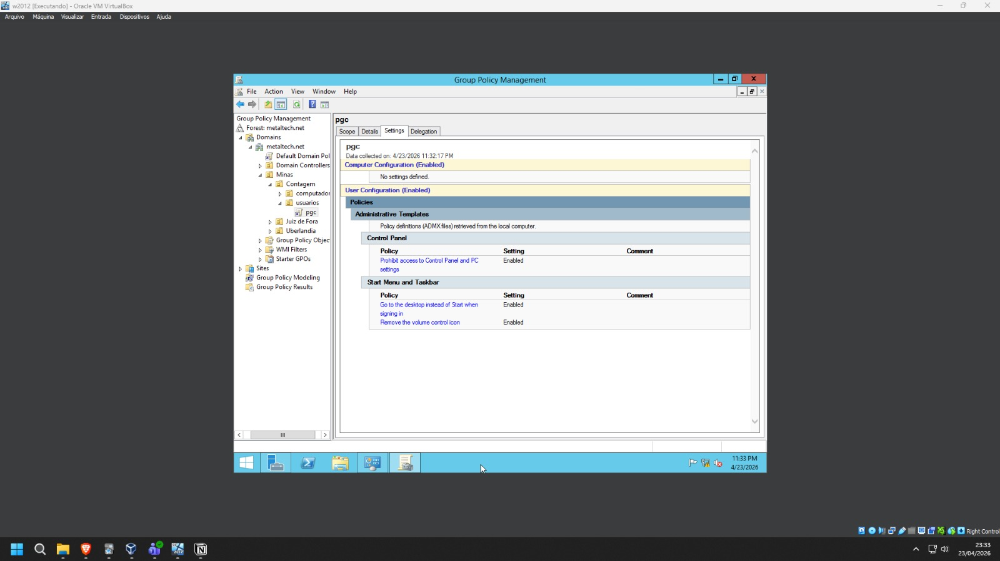 w2012 [Executando] - Oracle VM VirtualBox
Arquivo Máquina Visualizar Entrada Dispositivos Ajuda
Group Policy Management
File Action View Window Help
Group Policy Management
Forest: metaltech.net
Domains
metaltech.net
Default Domain Pol
Domain Controllers
Minas
Contagem
computador
usuarios
pgc
Juiz de Fora
Uberlandia
Group Policy Objec
WMI Filters
Starter GPOs
Sites
Group Policy Modeling
Group Policy Results
pgc
Scope Details Settings Delegation
pgc
Data collected on: 4/23/2026 11:32:17 PM
Computer Configuration (Enabled)
No settings defined.
User Configuration (Enabled)
Policies
Administrative Templates
Policy definitions (ADMX files) retrieved from the local computer.
Control Panel
Policy Setting Comment
Prohibit access to Control Panel and PC Enabled
settings
Start Menu and Taskbar
Policy Setting Comment
Go to the desktop instead of Start when Enabled
signing in
Remove the volume control icon Enabled
11:33 PM
4/23/2026
Right Control
23:33
23/04/2026